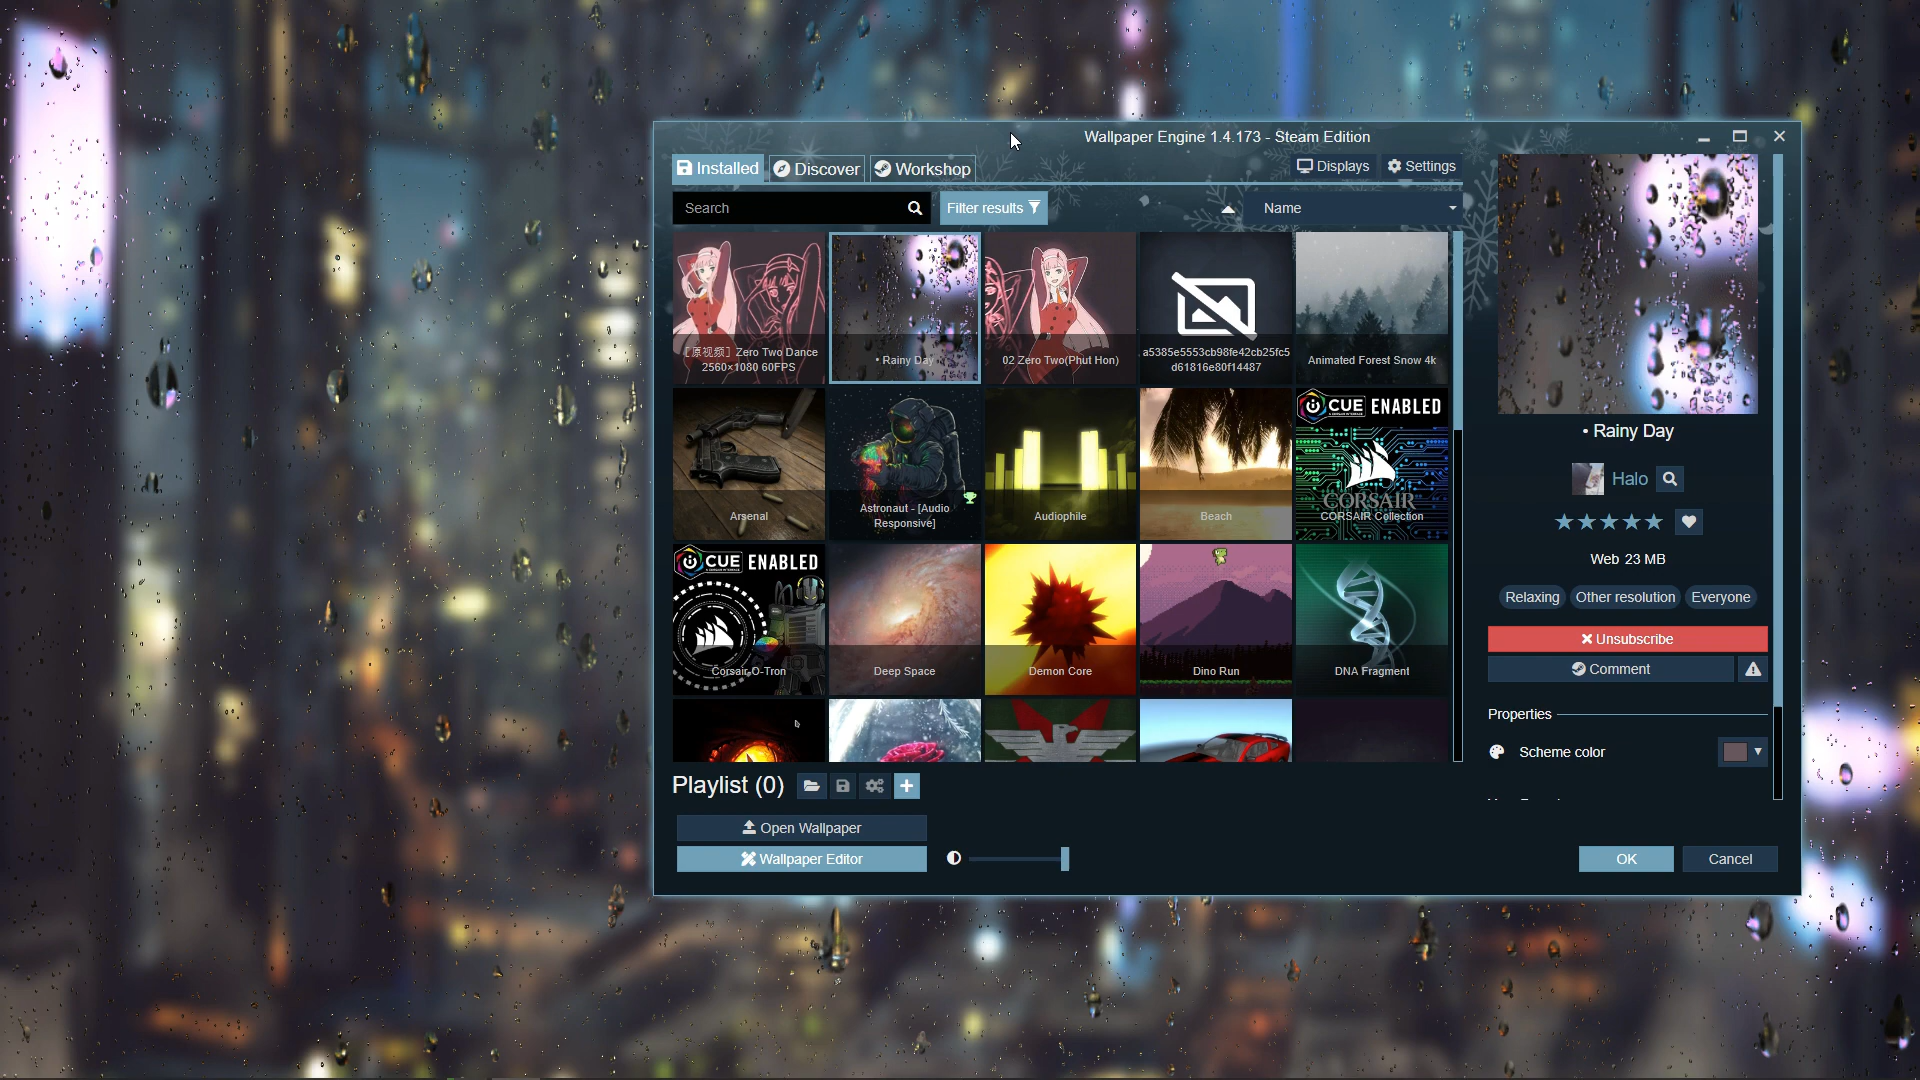 Wallpaper Engine 1.4.173 - Steam Edition
Installed
Discover
Workshop
Displays
Settings
Search
Filter results
Name
[原视频] Zero Two Dance
2560×1080 60FPS
• Rainy Day
02 Zero Two(Phut Hon)
a5385e5553cb98fe42cb25fc5
d61816e80f14487
Animated Forest Snow 4k
Arsenal
Astronaut - [Audio
Responsive]
Audiophile
Beach
CUE ENABLED
CORSAIR
CORSAIR Collection
CUE ENABLED
Corsair-O-Tron
Deep Space
Demon Core
Dino Run
DNA Fragment
• Rainy Day
Halo
Web 23 MB
Relaxing
Other resolution
Everyone
Unsubscribe
Comment
Properties
Scheme color
Playlist (0)
Open Wallpaper
Wallpaper Editor
OK
Cancel